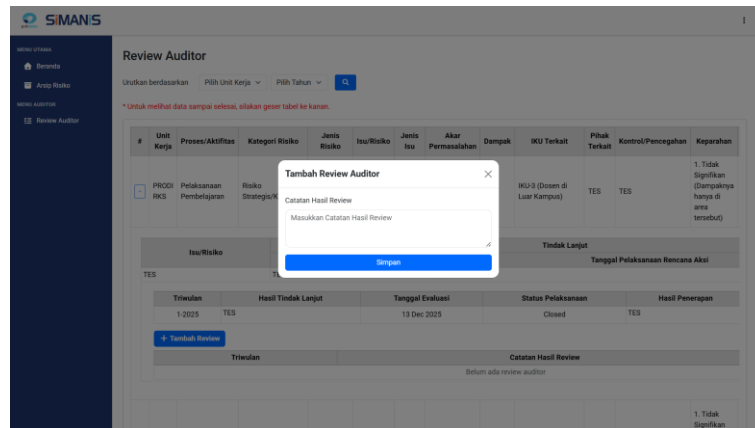 SiMANiS
MENU UTAMA
Beranda
Arsip Risiko
MENU AUDITOR
Review Auditor
Review Auditor
Urutkan berdasarkan Pilih Unit Kerja Pilih Tahun
* Untuk melihat data sampai selesai, silakan geser tabel ke kanan.
# Unit Kerja Proses/Aktifitas Kategori Risiko Jenis Risiko Isu/Risiko Jenis Isu Akar Permasalahan Dampak IKU Terkait Pihak Terkait Kontrol/Pencegahan Keparahan
PRODI RKS Pelaksanaan Pembelajaran Risiko Strategis/K IKU-3 (Dosen di Luar Kampus) TES TES 1. Tidak Signifikan (Dampaknya hanya di area tersebut)
Tambah Review Auditor
Catatan Hasil Review
Masukkan Catatan Hasil Review
Simpan
Isu/Risiko Tindak Lanjut
Tanggal Pelaksanaan Rencana Aksi
TES
Triwulan Hasil Tindak Lanjut Tanggal Evaluasi Status Pelaksanaan Hasil Penerapan
1-2025 TES 13 Dec 2025 Closed TES
+ Tambah Review
Triwulan Catatan Hasil Review
Belum ada review auditor
1. Tidak
Signifikan